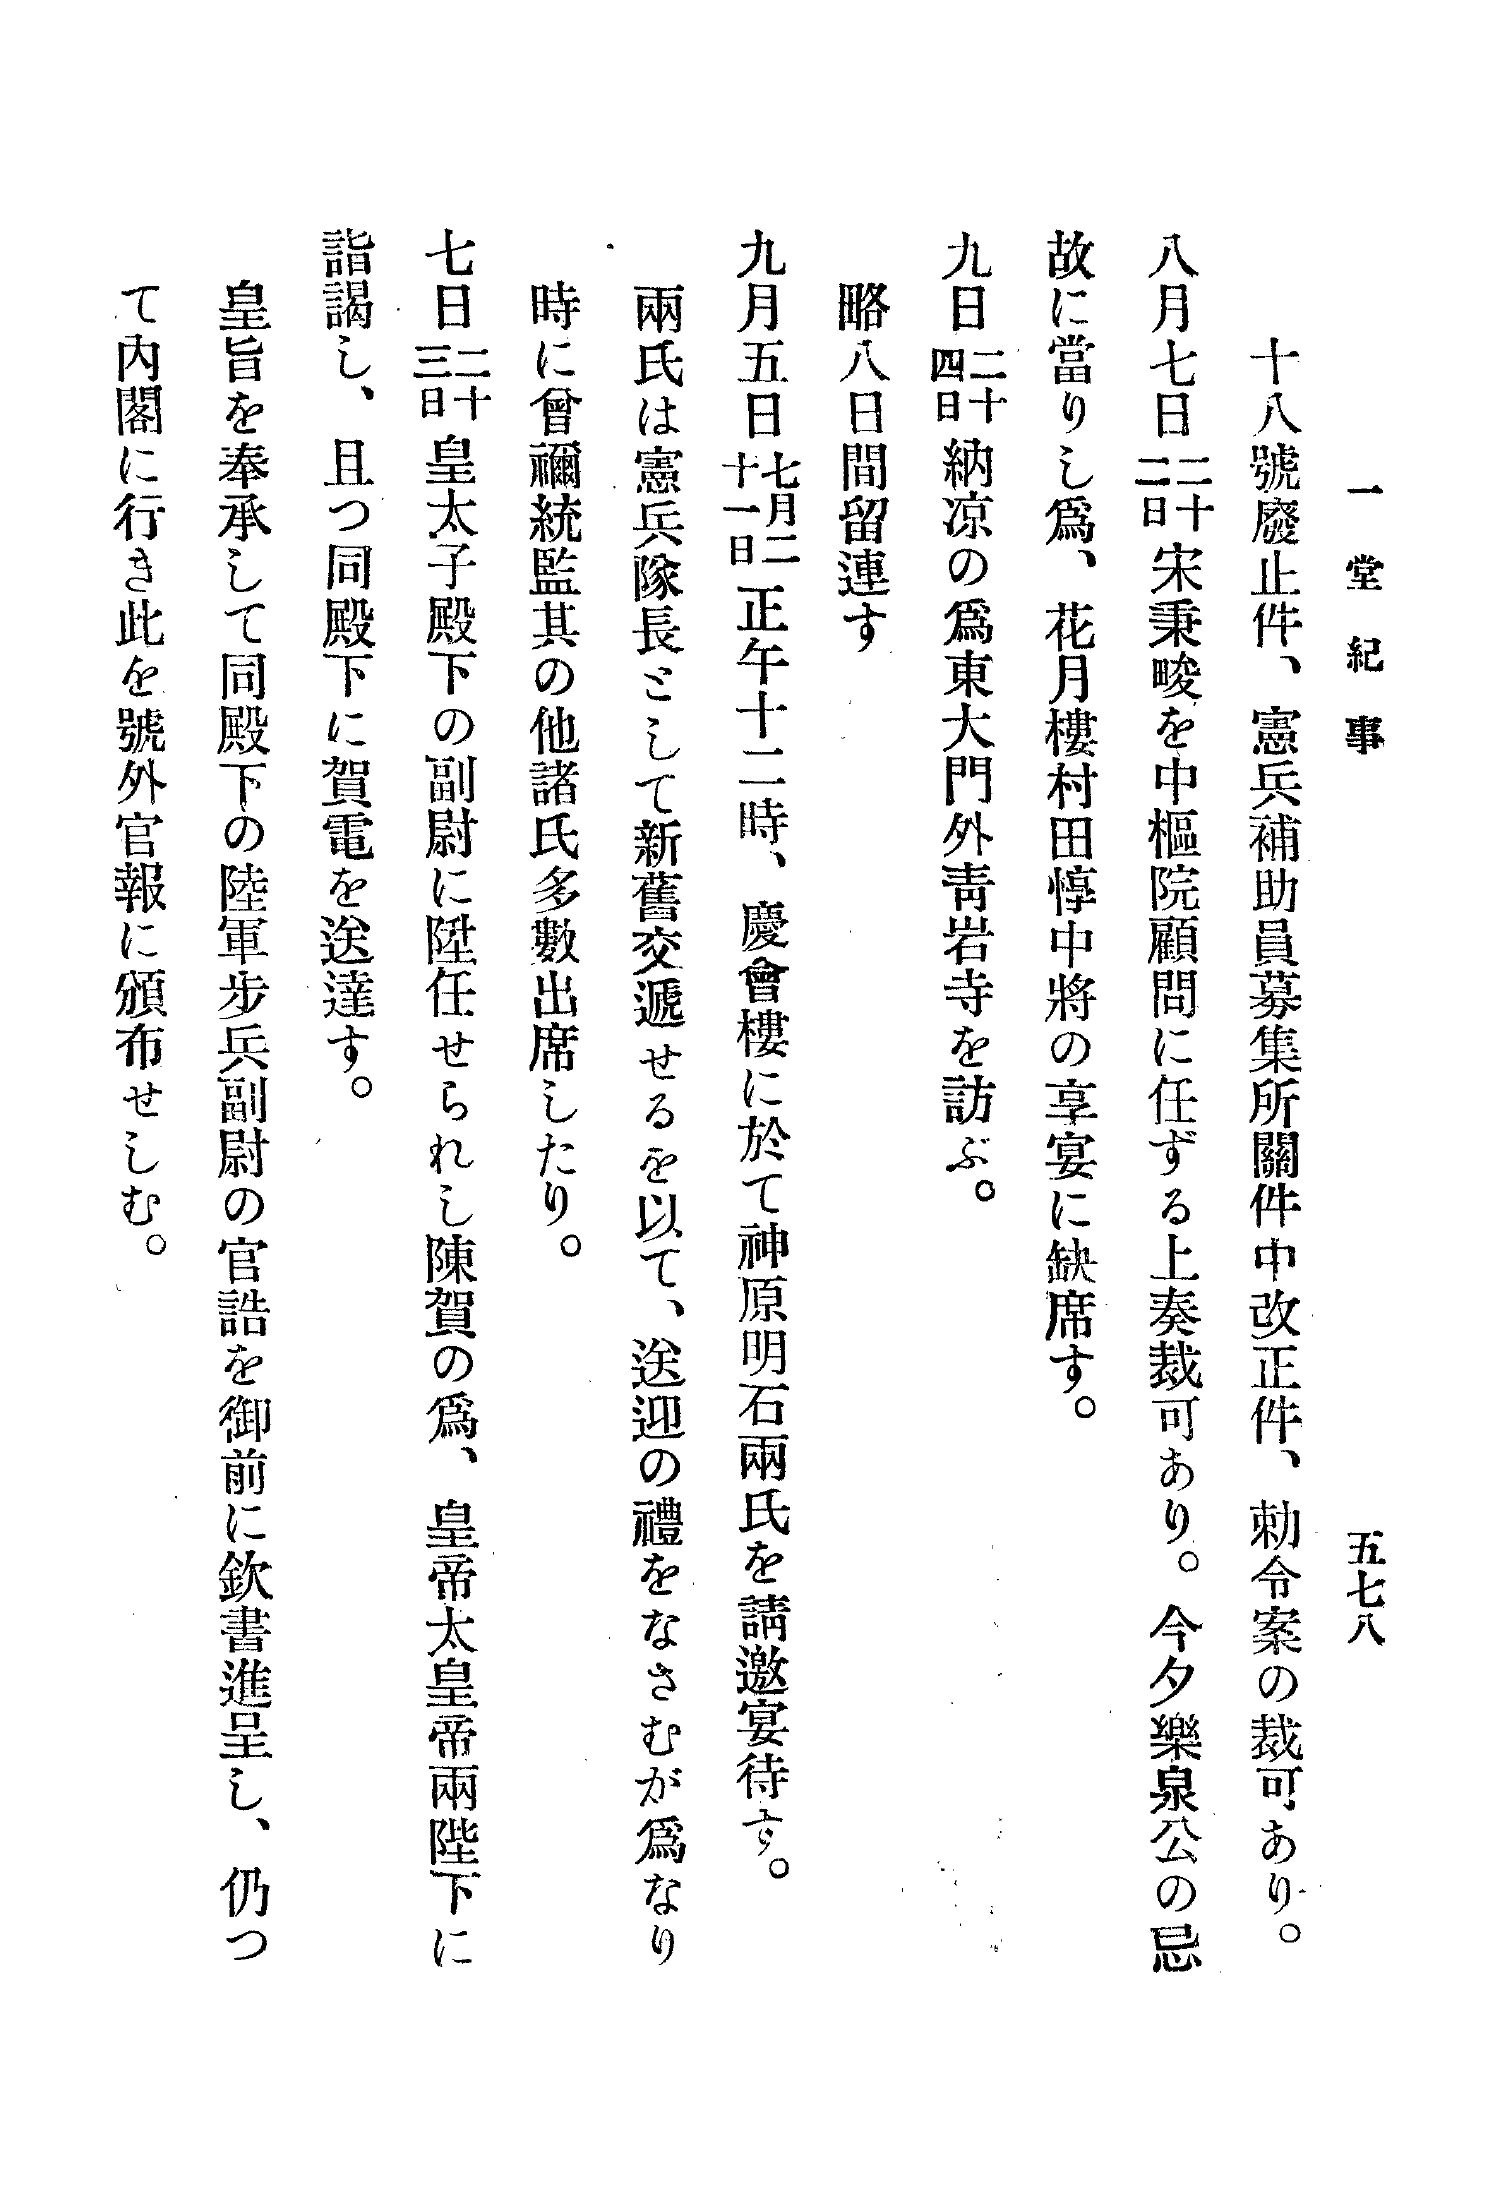 一堂紀事　五七八
十八號廢止件、憲兵補助員募集所關件中改正件、勅令案の裁可あり。
八月七日二十二日宋秉畯を中樞院顧問に任ずる上奏裁可あり。今夕樂泉公の忌
故に當りし爲、花月樓村田惇中將の享宴に缺席す。
九日二十四日納凉の爲東大門外靑岩寺を訪ぶ。
略八日間留連す
九月五日七月二十一日正午十二時、慶會樓に於て神原明石兩氏を請邀宴待す。
兩氏は憲兵隊長として新舊交遞せるを以て、送迎の禮をなさむが爲なり
時に曾禰統監其の他諸氏多數出席したり。
七日二十三日皇太子殿下の副尉に陞任せられし陳賀の爲、皇帝太皇帝兩陛下に
詣謁し、且つ同殿下に賀電を送達す。
皇旨を奉承して同殿下の陸軍步兵副尉の官誥を御前に欽書進呈し、仍つ
て內閣に行き此を號外官報に頒布せしむ。